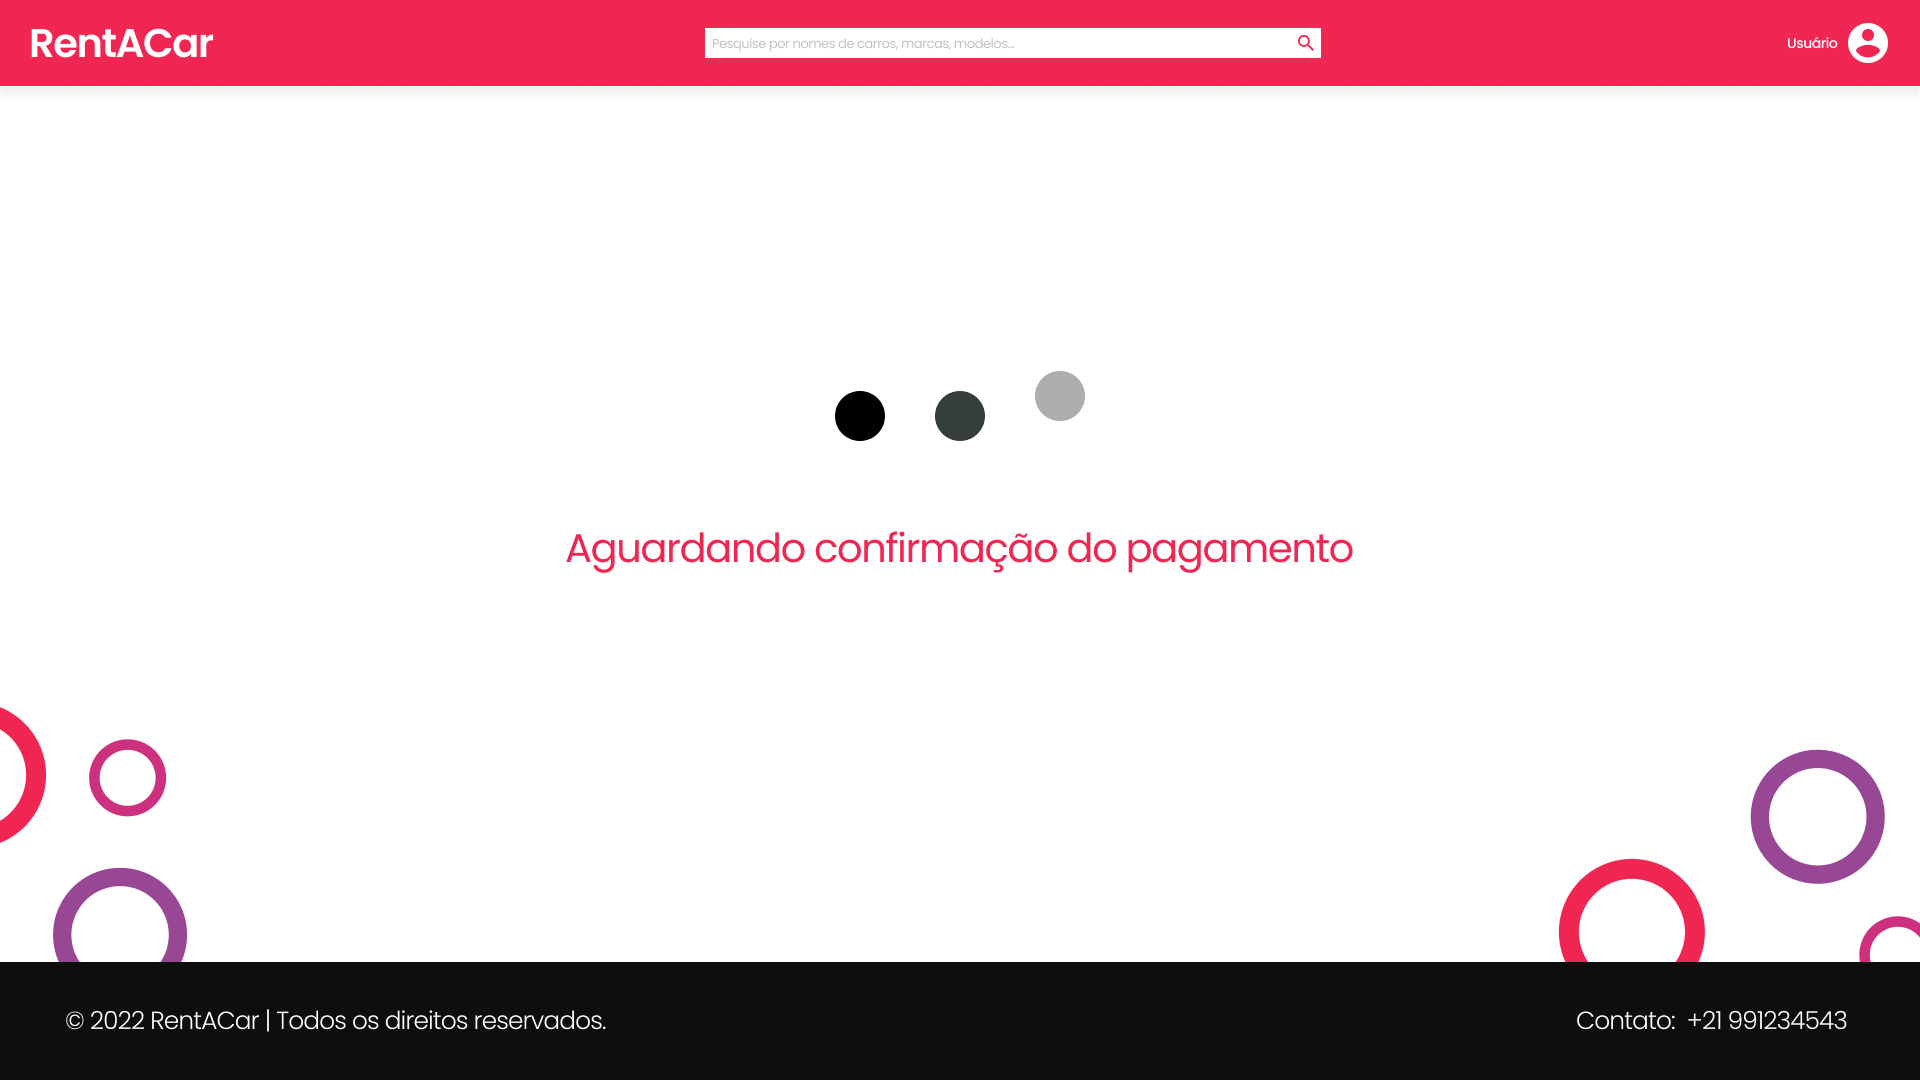 RentACar
Pesquise por nomes de carros, marcas, modelos...
Usuário
Aguardando confirmação do pagamento
© 2022 RentACar | Todos os direitos reservados.
Contato: +21 991234543